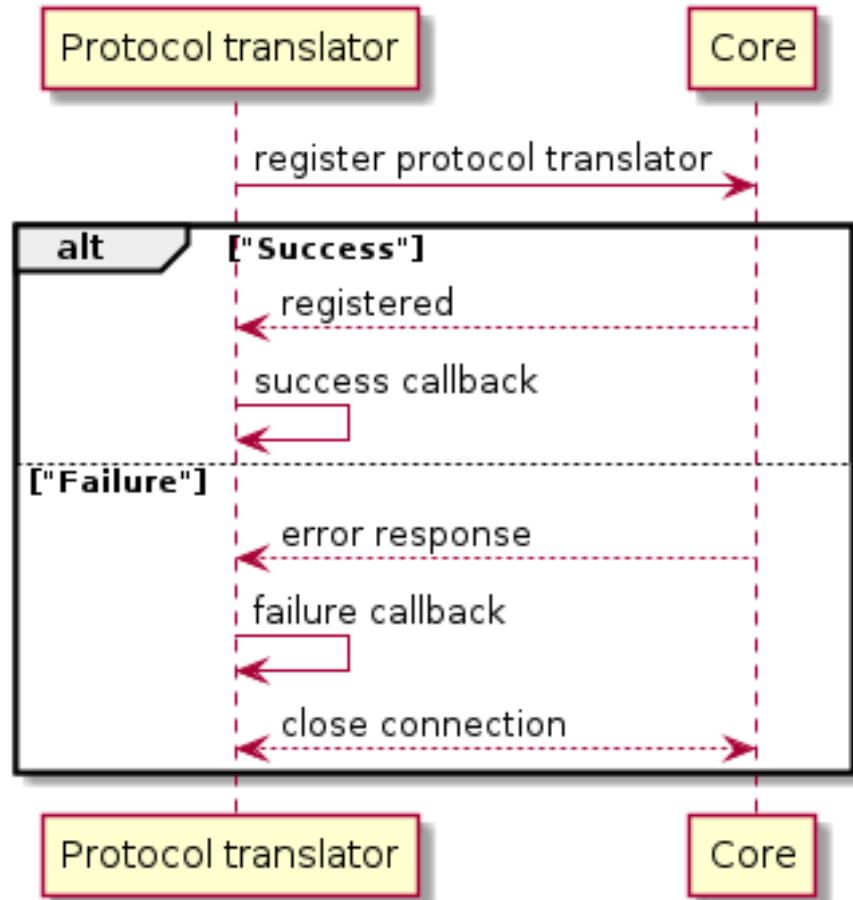 Protocol translator
Core
register protocol translator
alt
["Success"]
registered
success callback
["Failure"]
error response
failure callback
close connection
Protocol translator
Core